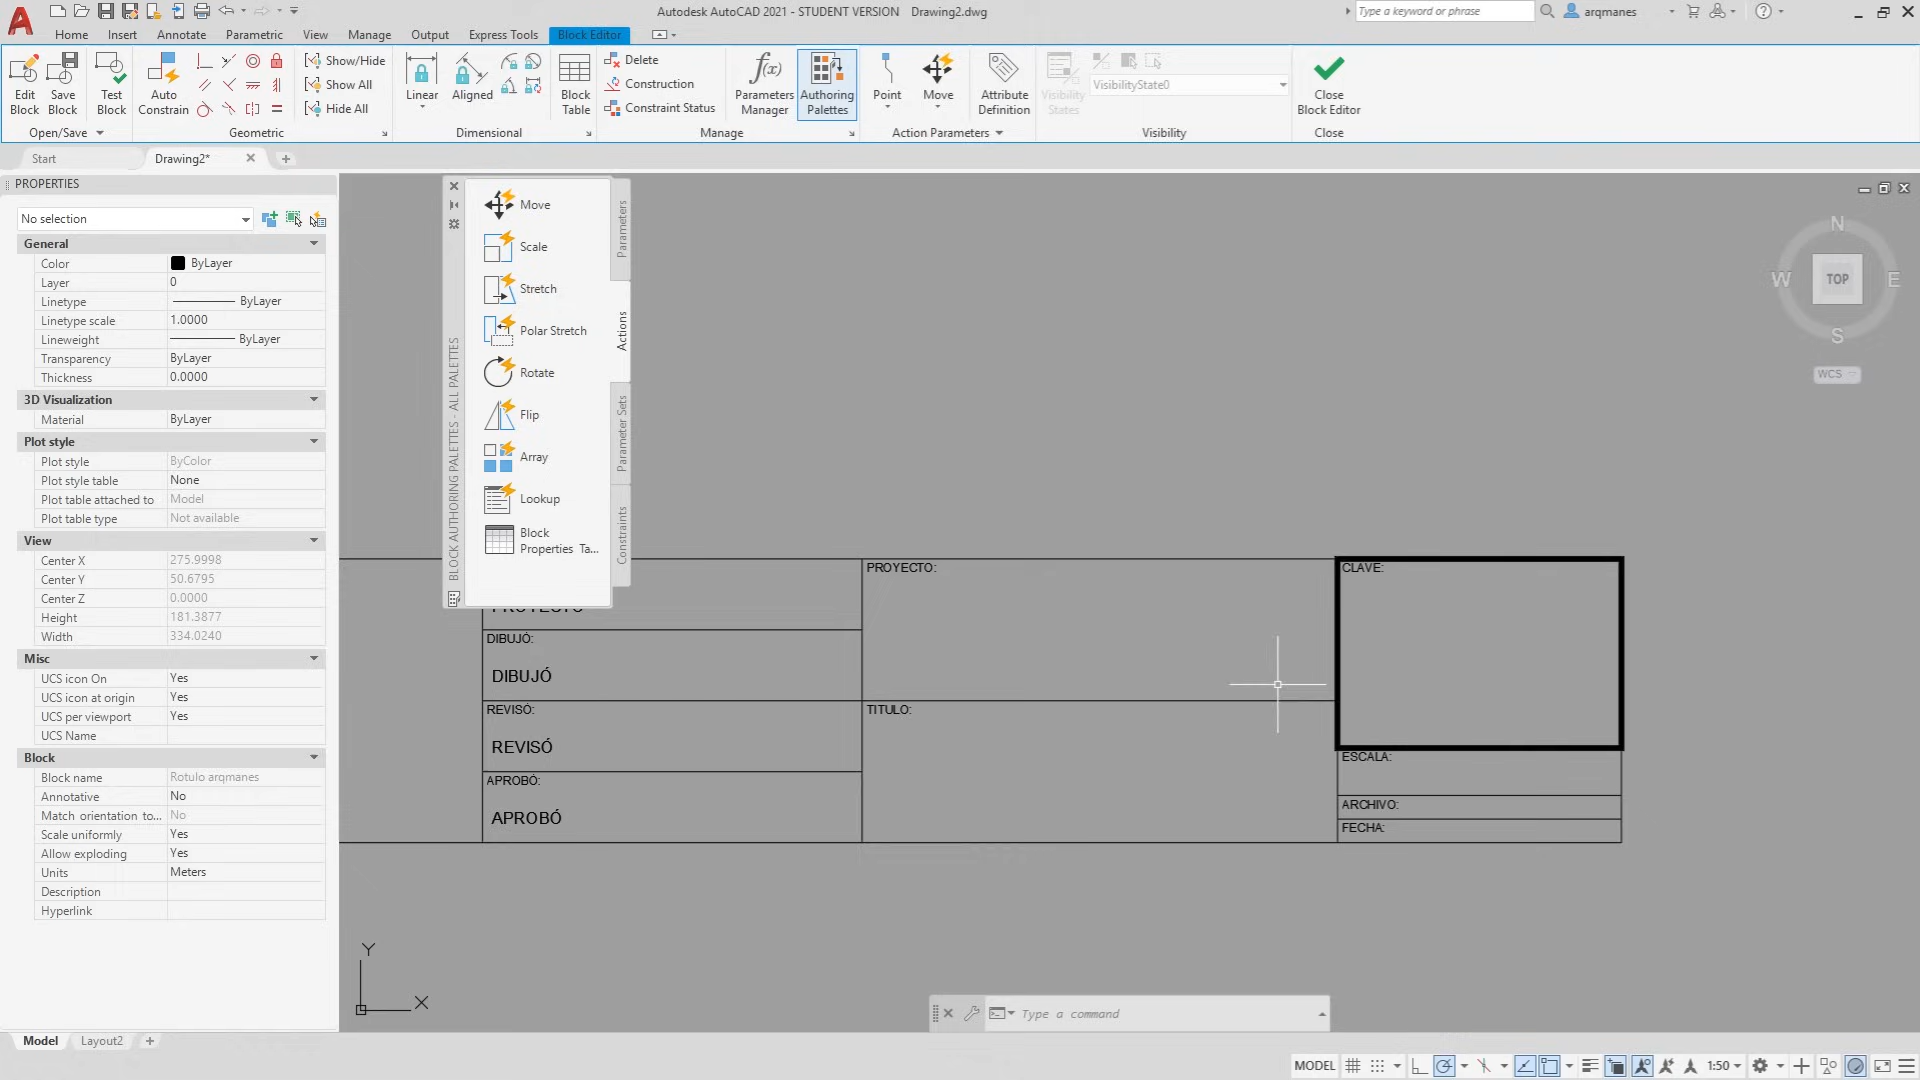 Autodesk AutoCAD 2021 - STUDENT VERSION Drawing2.dwg
Type a keyword or phrase
arqmanes
Home Insert Annotate Parametric View Manage Output Express Tools Block Editor
Edit Block
Save Block
Test Block
Auto Constrain
Show/Hide
Show All
Hide All
Linear
Aligned
Block Table
Delete
Construction
Constraint Status
Parameters Manager
Authoring Palettes
Point
Move
Attribute Definition
Visibility States
VisibilityState0
Close Block Editor
Open/Save
Geometric
Dimensional
Manage
Action Parameters
Visibility
Close
Start
Drawing2*
PROPERTIES
No selection
General
Color ByLayer
Layer 0
Linetype ByLayer
Linetype scale 1.0000
Lineweight ByLayer
Transparency ByLayer
Thickness 0.0000
3D Visualization
Material ByLayer
Plot style
Plot style ByColor
Plot style table None
Plot table attached to Model
Plot table type Not available
View
Center X 275.9998
Center Y 50.6795
Center Z 0.0000
Height 181.3877
Width 334.0240
Misc
UCS icon On Yes
UCS icon at origin Yes
UCS per viewport Yes
UCS Name
Block
Block name Rotulo arqmanes
Annotative No
Match orientation to... No
Scale uniformly Yes
Allow exploding Yes
Units Meters
Description
Hyperlink
BLOCK AUTHORING PALETTES - ALL PALETTES
Move
Scale
Stretch
Polar Stretch
Rotate
Flip
Array
Lookup
Block
Properties Ta...
Parameters
Actions
Parameter Sets
Constraints
N
W
TOP
E
S
WCS
PROYECTO
DIBUJÓ:
DIBUJÓ
REVISÓ:
REVISÓ
APROBÓ:
APROBÓ
PROYECTO:
TITULO:
CLAVE:
ESCALA:
ARCHIVO:
FECHA:
Y
X
Type a command
Model
Layout2
MODEL
1:50